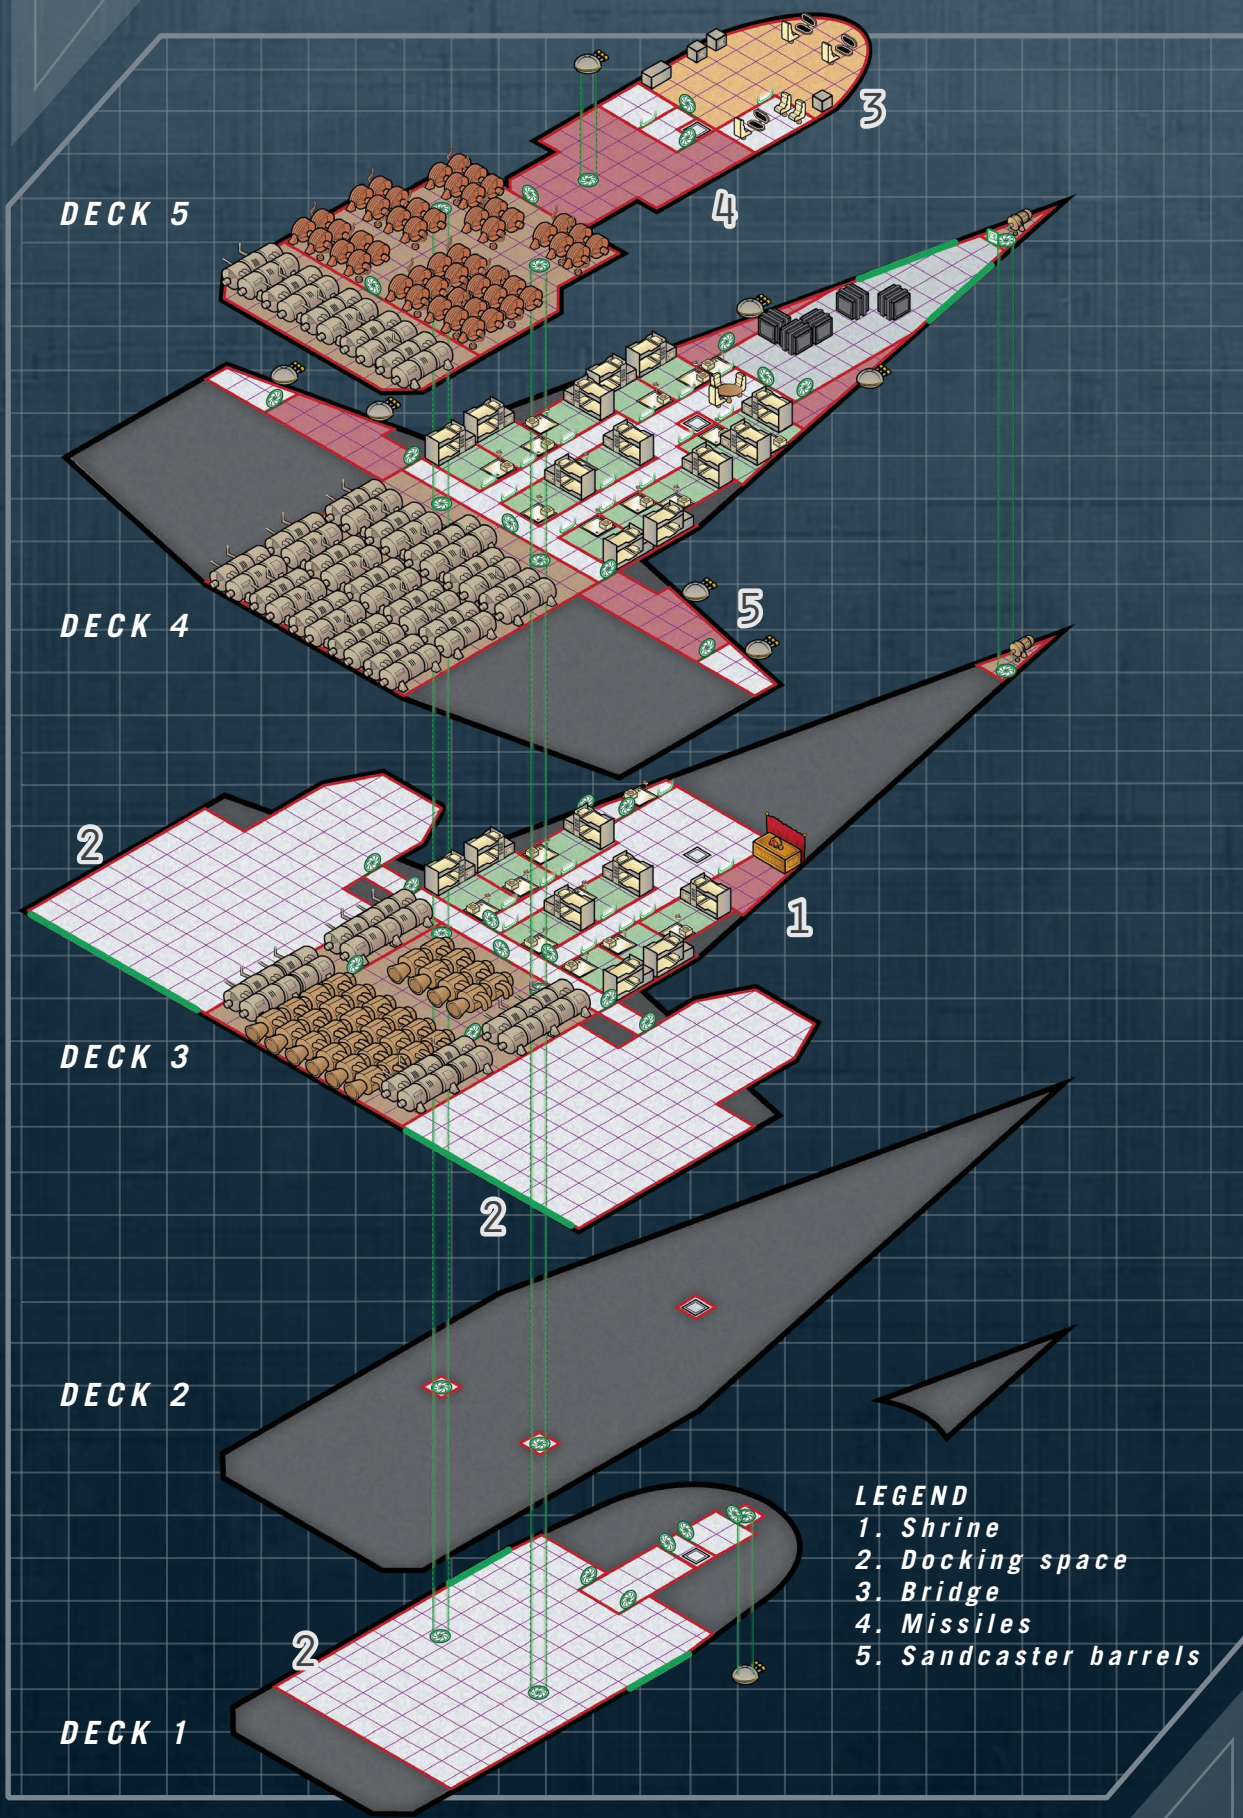 3
DECK 5
4
5
DECK 4
2
1
DECK 3
2
DECK 2
LEGEND
1. Shrine
2. Docking space
3. Bridge
4. Missiles
5. Sandcaster barrels
2
DECK 1